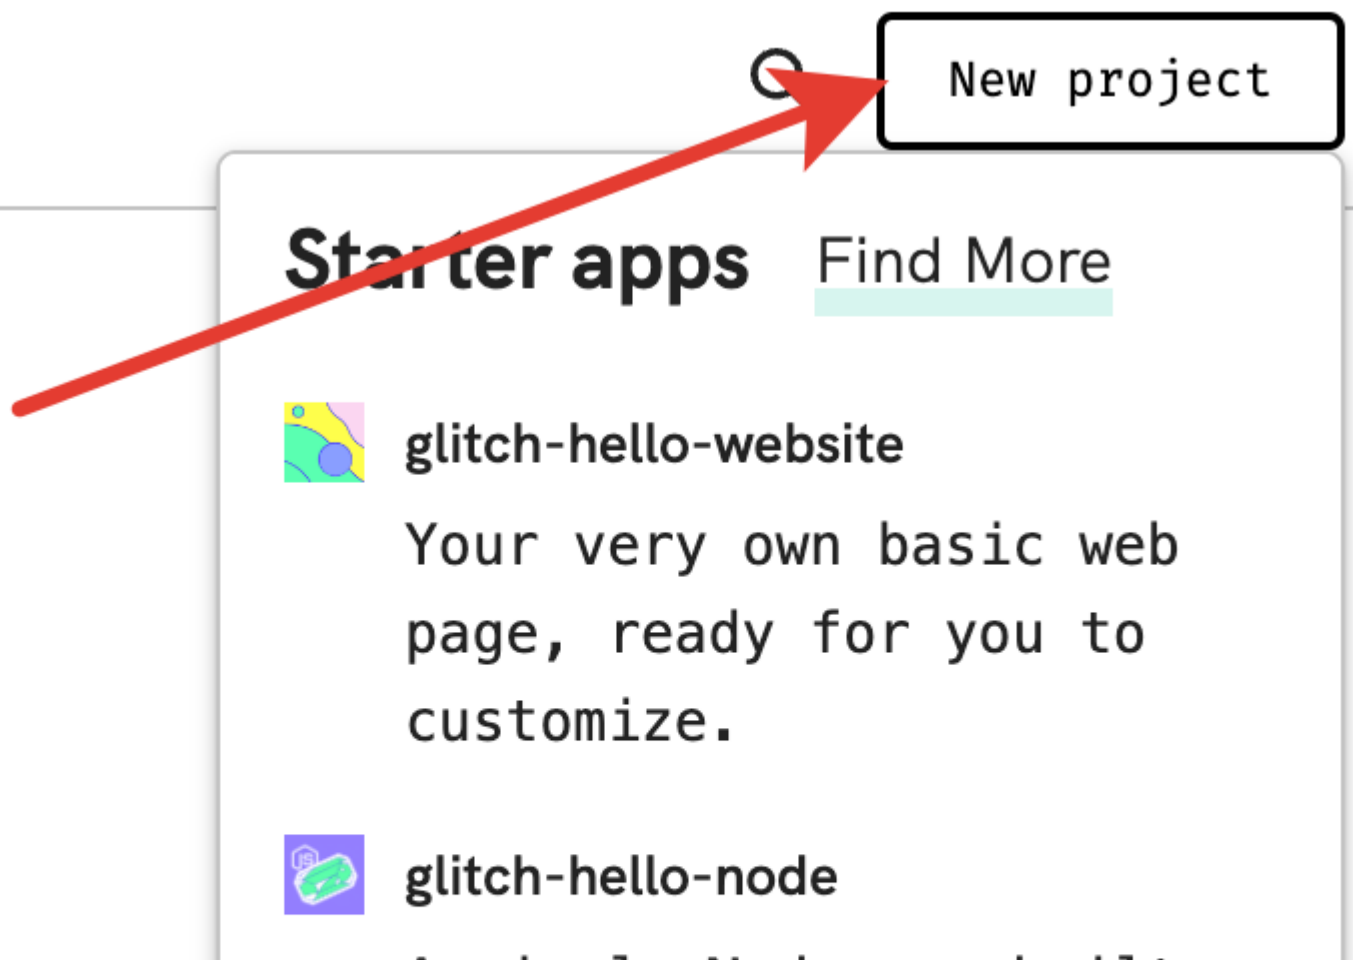 New project
Starter apps Find More
glitch-hello-website
Your very own basic web
page, ready for you to
customize.
JS
glitch-hello-node